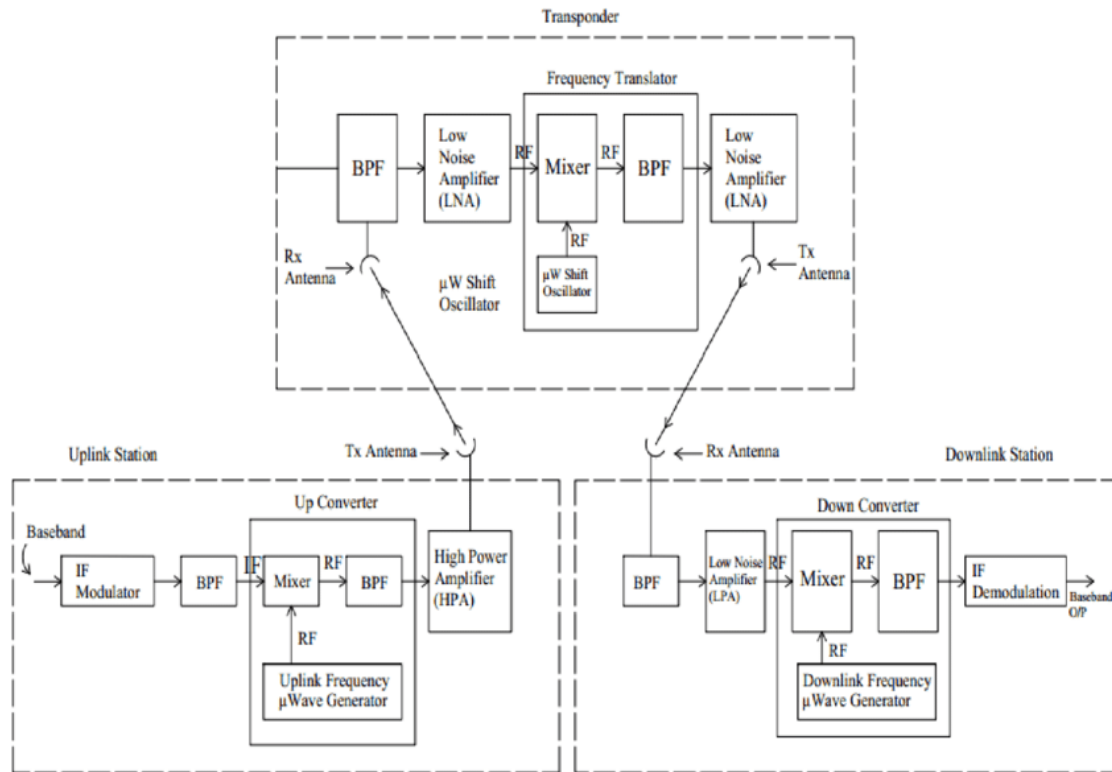 Transponder
Frequency Translator
BPF
Low
Noise
Amplifier
(LNA)
RF
Mixer
RF
BPF
Low
Noise
Amplifier
(LNA)
RF
µW Shift
Oscillator
Rx
Antenna
µW Shift
Oscillator
Tx
Antenna
Uplink Station
Tx Antenna
Rx Antenna
Downlink Station
Up Converter
Baseband
IF
Modulator
BPF
IF
Mixer
RF
BPF
High Power
Amplifier
(HPA)
RF
Uplink Frequency
µWave Generator
Down Converter
BPF
Low Noise
Amplifier
(LPA)
RF
Mixer
RF
BPF
IF
Demodulation
Baseband
O/P
RF
Downlink Frequency
µWave Generator